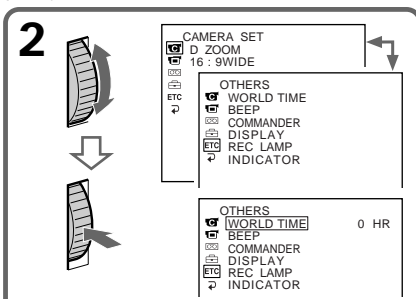 2
CAMERA SET
D ZOOM
16 : 9WIDE
ETC
OTHERS
WORLD TIME
BEEP
COMMANDER
DISPLAY
ETC REC LAMP
INDICATOR
OTHERS
WORLD TIME 0 HR
BEEP
COMMANDER
DISPLAY
ETC REC LAMP
INDICATOR